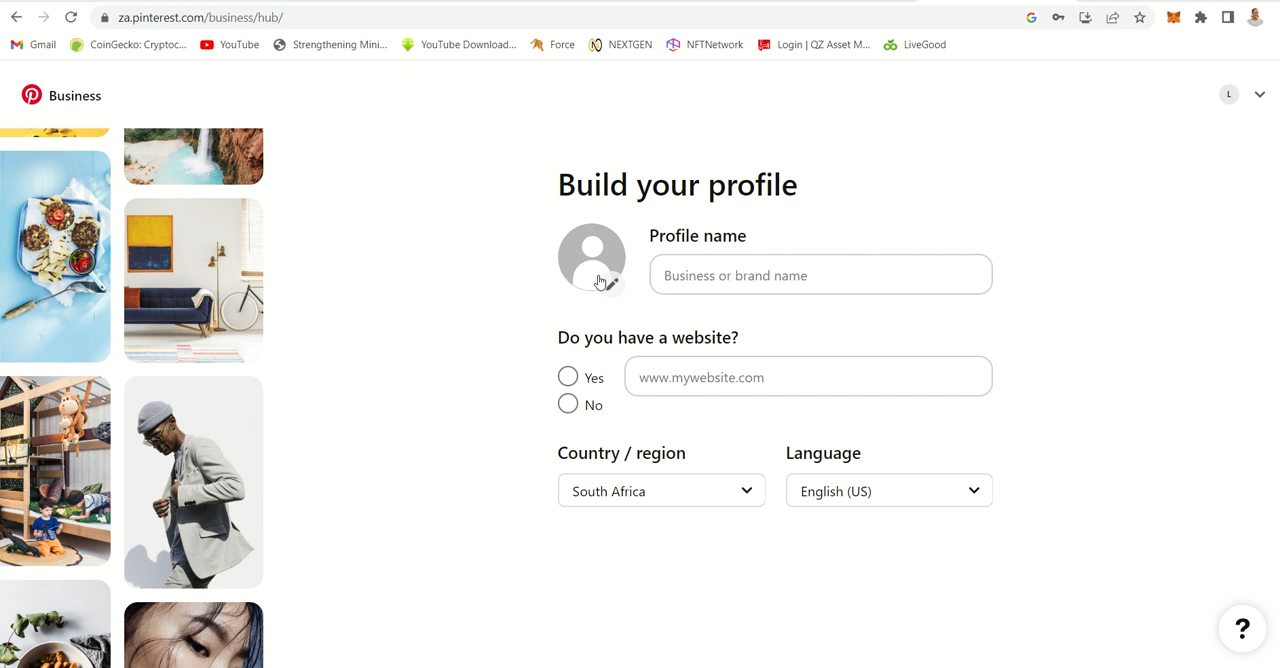 za.pinterest.com/business/hub/
Gmail CoinGecko: Cryptoc... YouTube Strengthening Mini... YouTube Download... Force NEXTGEN NFTNetwork Login | QZ Asset M... LiveGood
Business
L
Build your profile
Profile name
Business or brand name
Do you have a website?
Yes
www.mywebsite.com
No
Country / region
Language
South Africa
English (US)
?